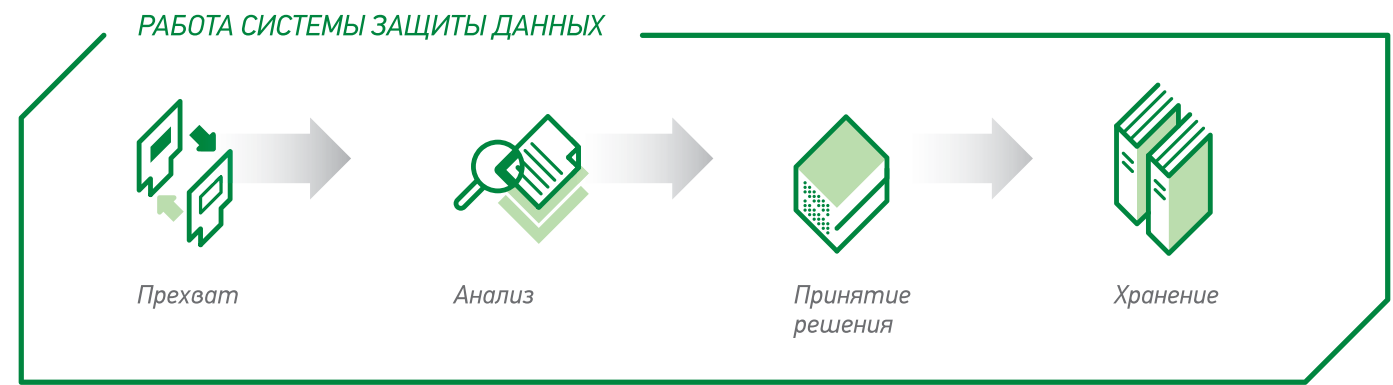 РАБОТА СИСТЕМЫ ЗАЩИТЫ ДАННЫХ
Прехват
Анализ
Принятие
решения
Хранение